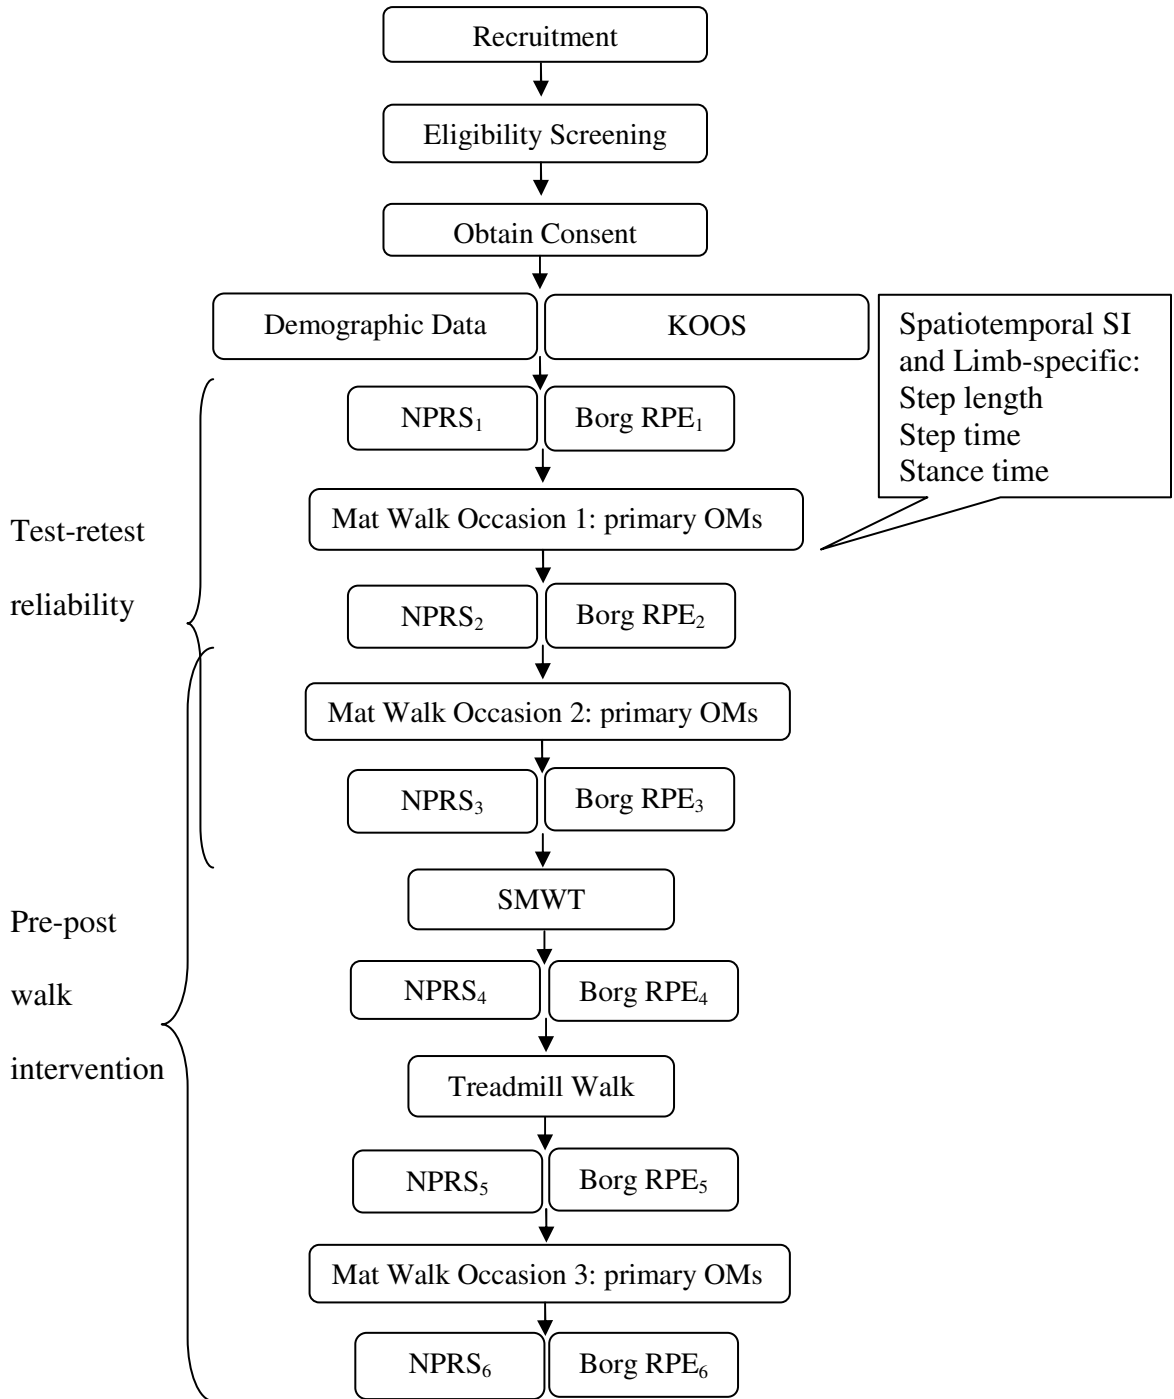 Recruitment
Eligibility Screening
Obtain Consent
Demographic Data
KOOS
Spatiotemporal SI
and Limb-specific:
Step length
Step time
Stance time
NPRS₁
Borg RPE₁
Mat Walk Occasion 1: primary OMs
Test-retest
reliability
NPRS₂
Borg RPE₂
Mat Walk Occasion 2: primary OMs
NPRS₃
Borg RPE₃
SMWT
Pre-post
walk
intervention
NPRS₄
Borg RPE₄
Treadmill Walk
NPRS₅
Borg RPE₅
Mat Walk Occasion 3: primary OMs
NPRS₆
Borg RPE₆